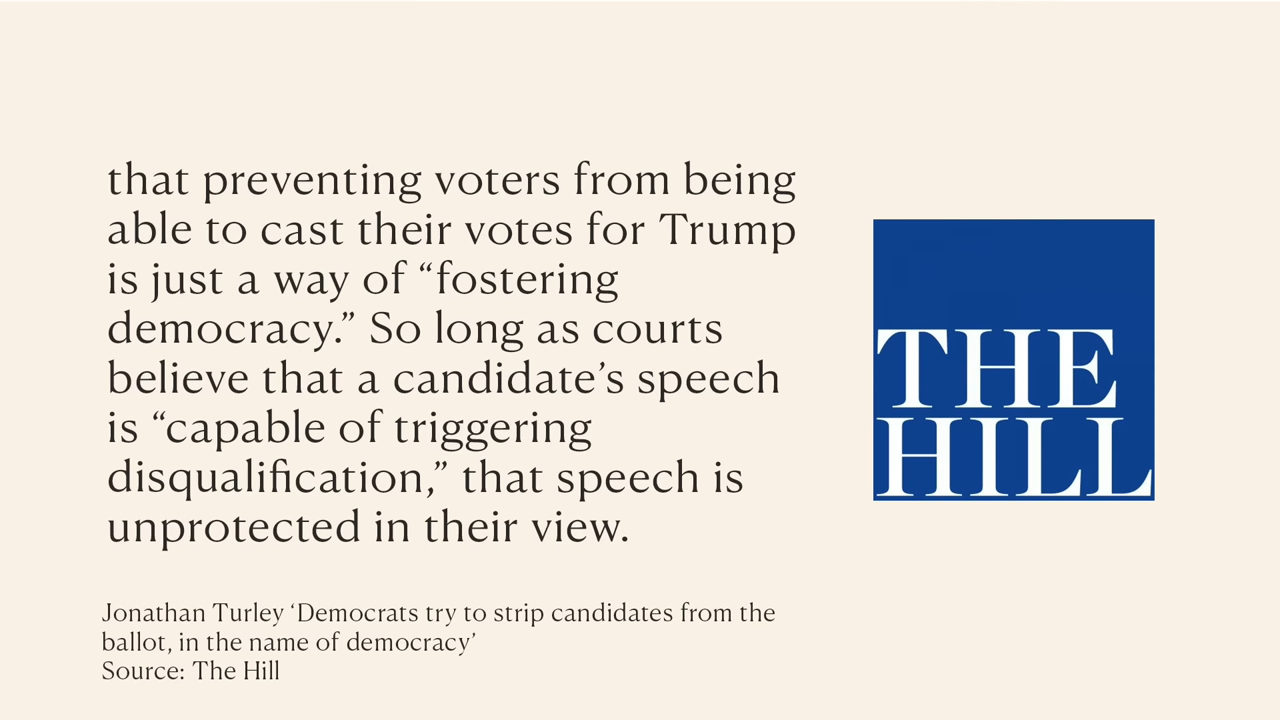 that preventing voters from being
able to cast their votes for Trump
is just a way of “fostering
democracy.” So long as courts
believe that a candidate’s speech
is “capable of triggering
disqualification,” that speech is
unprotected in their view.
THE
HILL
Jonathan Turley ‘Democrats try to strip candidates from the
ballot, in the name of democracy’
Source: The Hill